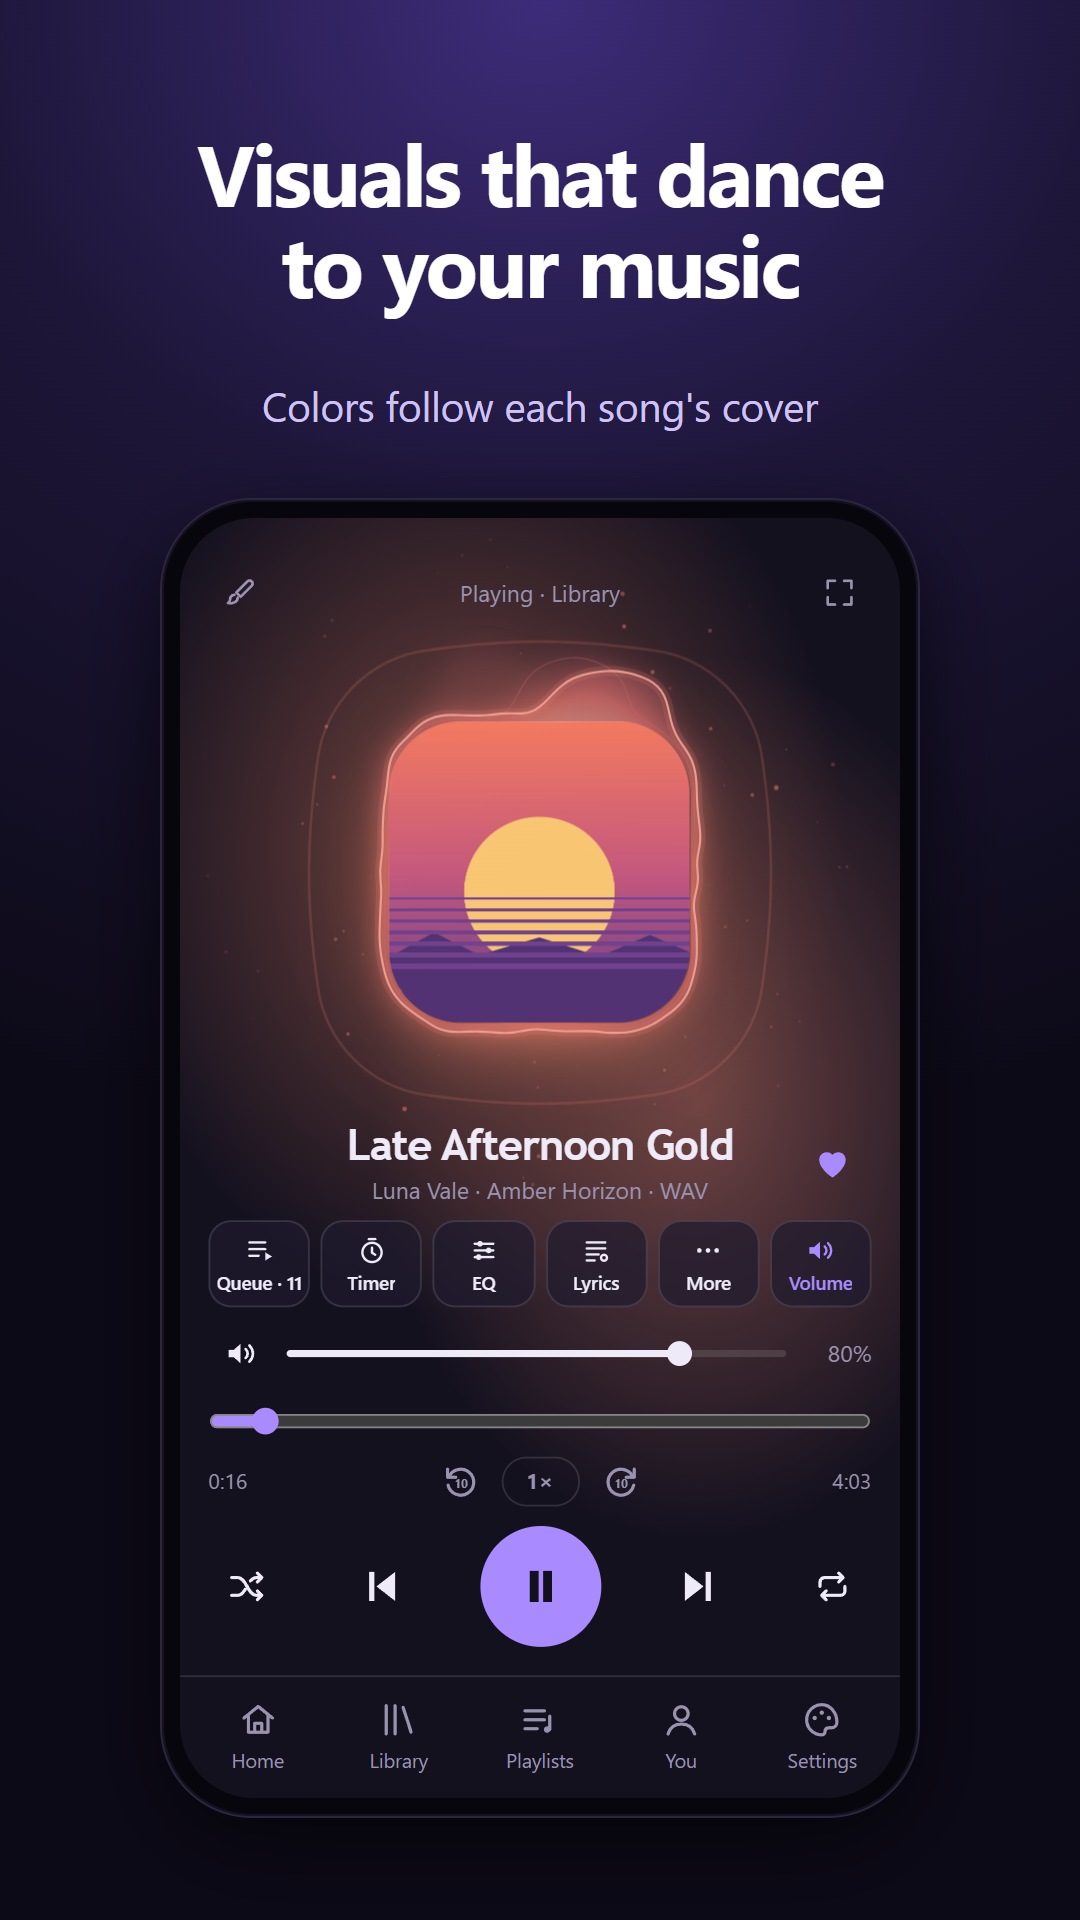 Visuals that dance
to your music
Colors follow each song's cover
Playing · Library
Late Afternoon Gold
Luna Vale · Amber Horizon · WAV
Queue · 11 Timer EQ Lyrics More Volume
80%
0:16 10 1× 10 4:03
Home Library Playlists You Settings